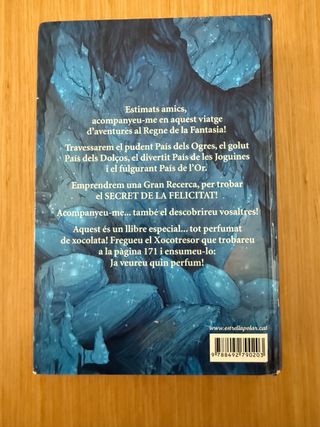 Estimats amics,
acompanyeu-me en aquest viatge
d'aventures al Regne de la Fantasia!
Travessarem el pudent País dels Ogres, el golut
País dels Dolços, el divertit País de les Joguines
i el fulgurant País de l'Or.
Emprendrem una Gran Recerca, per trobar
el SECRET DE LA FELICITAT!
Acompanyeu-me... també el descobrireu vosaltres!
Aquest és un llibre especial... tot perfumat
de xocolata! Fregueu el Xocotresor que trobareu
a la pàgina 171 i ensumeu-lo:
Ja veureu quin perfum!
www.estrellapolar.cat
9 788492 790203